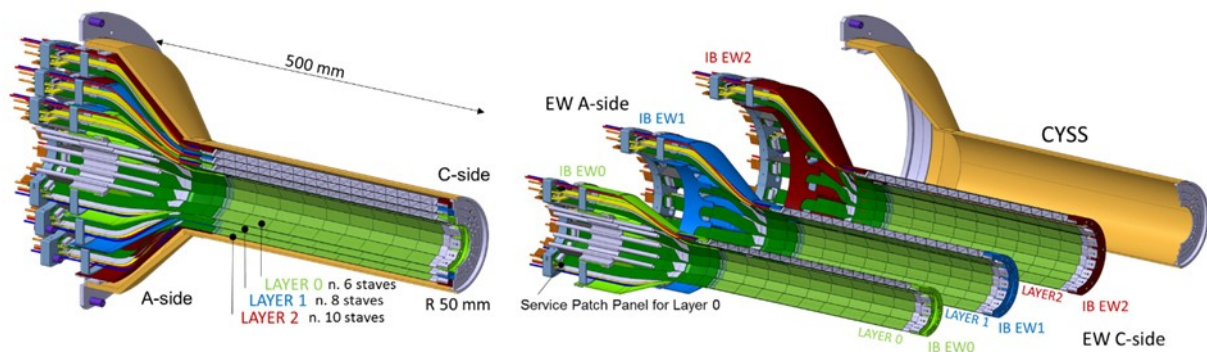 500 mm
C-side
LAYER 0 n. 6 staves
LAYER 1 n. 8 staves
LAYER 2 n. 10 staves
A-side
R 50 mm
IB EW2
EW A-side
IB EW1
IB EW0
CYSS
Service Patch Panel for Layer 0
LAYER 0
IB EW0
LAYER 1
IB EW1
LAYER2
IB EW2
EW C-side